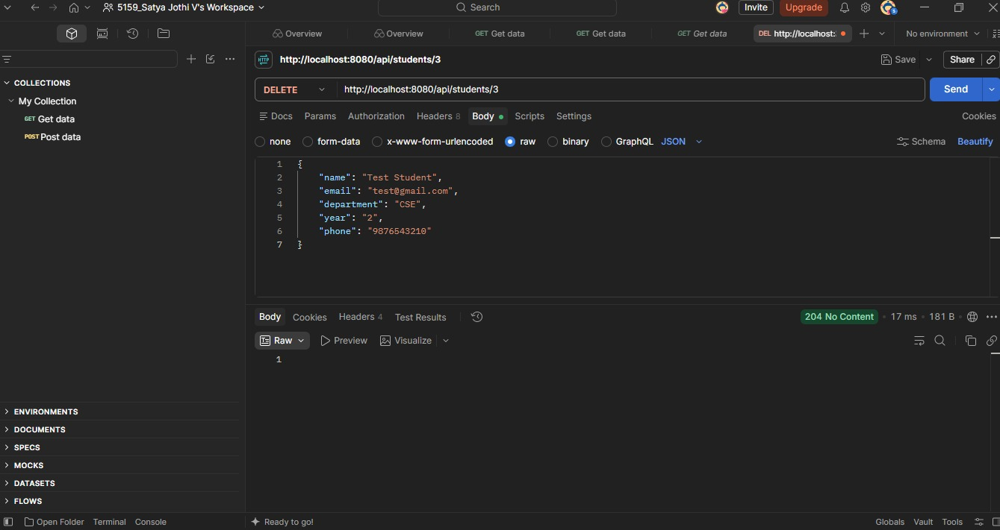 5159_Satya Jothi V's Workspace
Search
Invite
Upgrade
Overview
Overview
GET Get data
GET Get data
GET Get data
DEL http://localhost:
No environment
HTTP http://localhost:8080/api/students/3
Save
Share
COLLECTIONS
My Collection
GET Get data
POST Post data
DELETE
http://localhost:8080/api/students/3
Send
Docs
Params
Authorization
Headers 8
Body
Scripts
Settings
Cookies
none
form-data
x-www-form-urlencoded
raw
binary
GraphQL
JSON
Schema
Beautify
1 {
2 "name": "Test Student",
3 "email": "test@gmail.com",
4 "department": "CSE",
5 "year": "2",
6 "phone": "9876543210"
7 }
Body
Cookies
Headers 4
Test Results
204 No Content
17 ms
181 B
Raw
Preview
Visualize
1
ENVIRONMENTS
DOCUMENTS
SPECS
MOCKS
DATASETS
FLOWS
Open Folder
Terminal
Console
Ready to go!
Globals
Vault
Tools